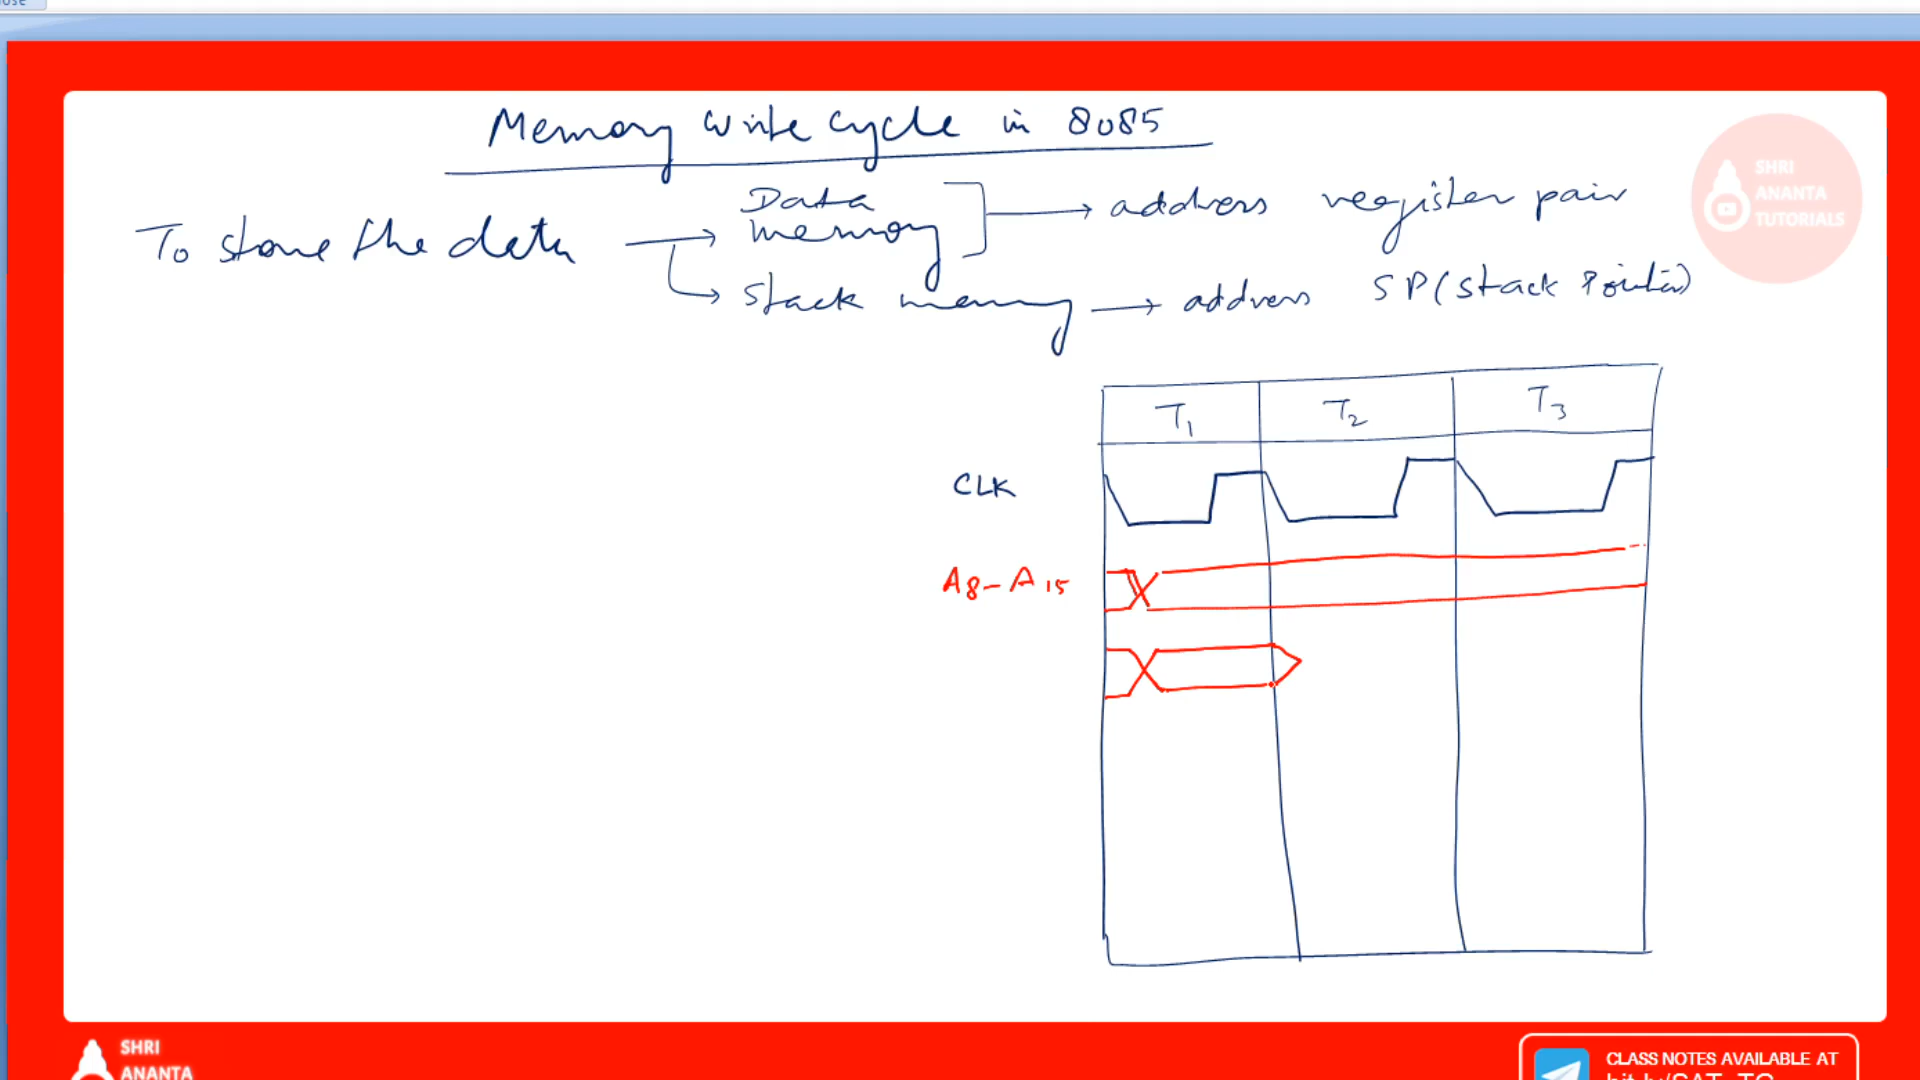 Memory write cycle in 8085
SHRI
ANANTA
TUTORIALS
To store the data
Data
memory
address register pair
stack memory
address SP (stack Pointer)
T1 T2 T3
CLK
A8-A15
SHRI
ANANTA
CLASS NOTES AVAILABLE AT